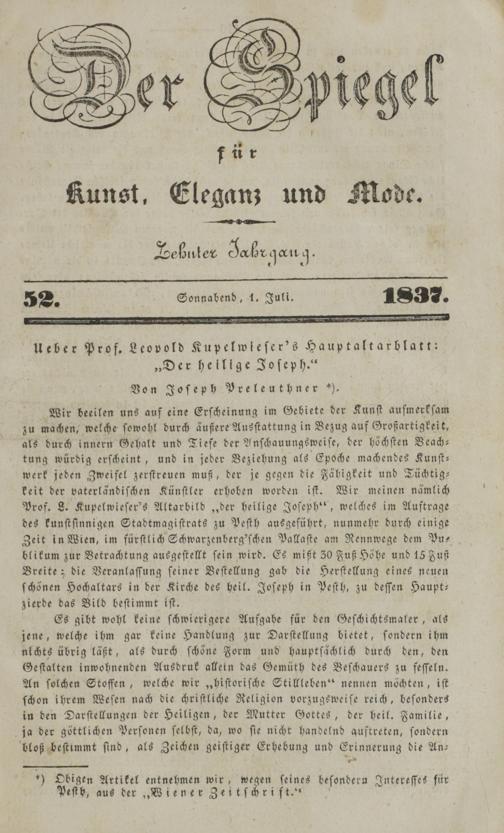 Der Spiegel
für
Kunst, Eleganz und Mode.
Zehnter Jahrgang.
52. Sonnabend, 1. Juli. 1837.
Ueber Prof. Leopold Kupelwieser's Hauptaltarblatt:
„Der heilige Joseph.“
Von Joseph Preleuthner *).
Wir beeilen uns auf eine Erscheinung im Gebiete der Kunst aufmerksam
zu machen, welche sowohl durch äußere Ausstattung in Bezug auf Großartigkeit,
als durch innern Gehalt und Tiefe der Anschauungsweise, der höchsten Beach-
tung würdig erscheint, und in jeder Beziehung als Epoche machendes Kunst-
werk jeden Zweifel zerstreuen muß, der je gegen die Fähigkeit und Tüchtig-
keit der vaterländischen Künstler erhoben worden ist. Wir meinen nämlich
Prof. L. Kupelwieser's Altarbild „der heilige Joseph“, welches im Auftrage
des kunstsinnigen Stadtmagistrats zu Pesth ausgeführt, nunmehr durch einige
Zeit in Wien, im fürstlich Schwarzenberg'schen Pallaste am Rennwege dem Pu-
blikum zur Betrachtung ausgestellt sein wird. Es mißt 30 Fuß Höhe und 15 Fuß
Breite; die Veranlassung seiner Bestellung gab die Herstellung eines neuen
schönen Hochaltars in der Kirche des heil. Joseph in Pesth, zu dessen Haupt-
zierde das Bild bestimmt ist.
Es gibt wohl keine schwierigere Aufgabe für den Geschichtsmaler, als
jene, welche ihm gar keine Handlung zur Darstellung bietet, sondern ihm
nichts übrig läßt, als durch schöne Form und hauptsächlich durch den, den
Gestalten inwohnenden Ausdruk allein das Gemüth des Beschauers zu fesseln.
An solchen Stoffen, welche wir „historische Stillleben“ nennen möchten, ist
schon ihrem Wesen nach die christliche Religion vorzugsweise reich, besonders
in den Darstellungen der Heiligen, der Mutter Gottes, der heil. Familie,
ja der göttlichen Personen selbst, da, wo sie nicht handelnd auftreten, sondern
bloß bestimmt sind, als Zeichen geistiger Erhebung und Erinnerung die An-
*) Obigen Artikel entnehmen wir, wegen seines besondern Interesses für
Pesth, aus der „Wiener Zeitschrift.“